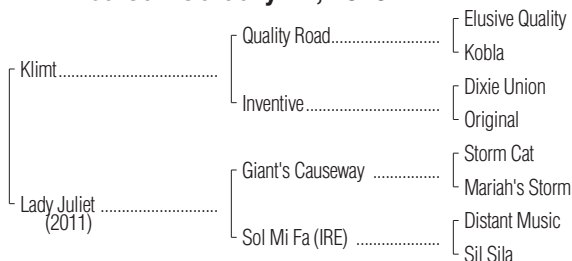 Elusive Quality
Quality Road
Kobla
Klimt
Dixie Union
Inventive
Original
Storm Cat
Giant's Causeway
Mariah's Storm
Lady Juliet
(2011)
Distant Music
Sol Mi Fa (IRE)
Sil Sila